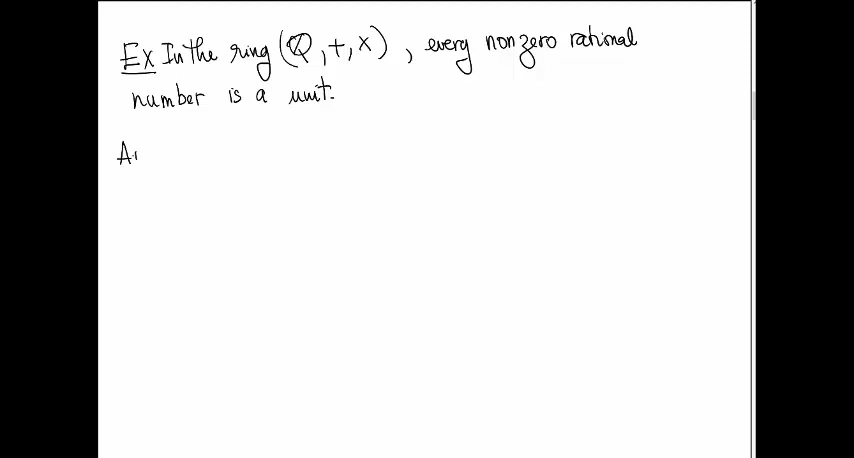 Ex In the ring (Q, +, x), every nonzero rational
number is a unit.